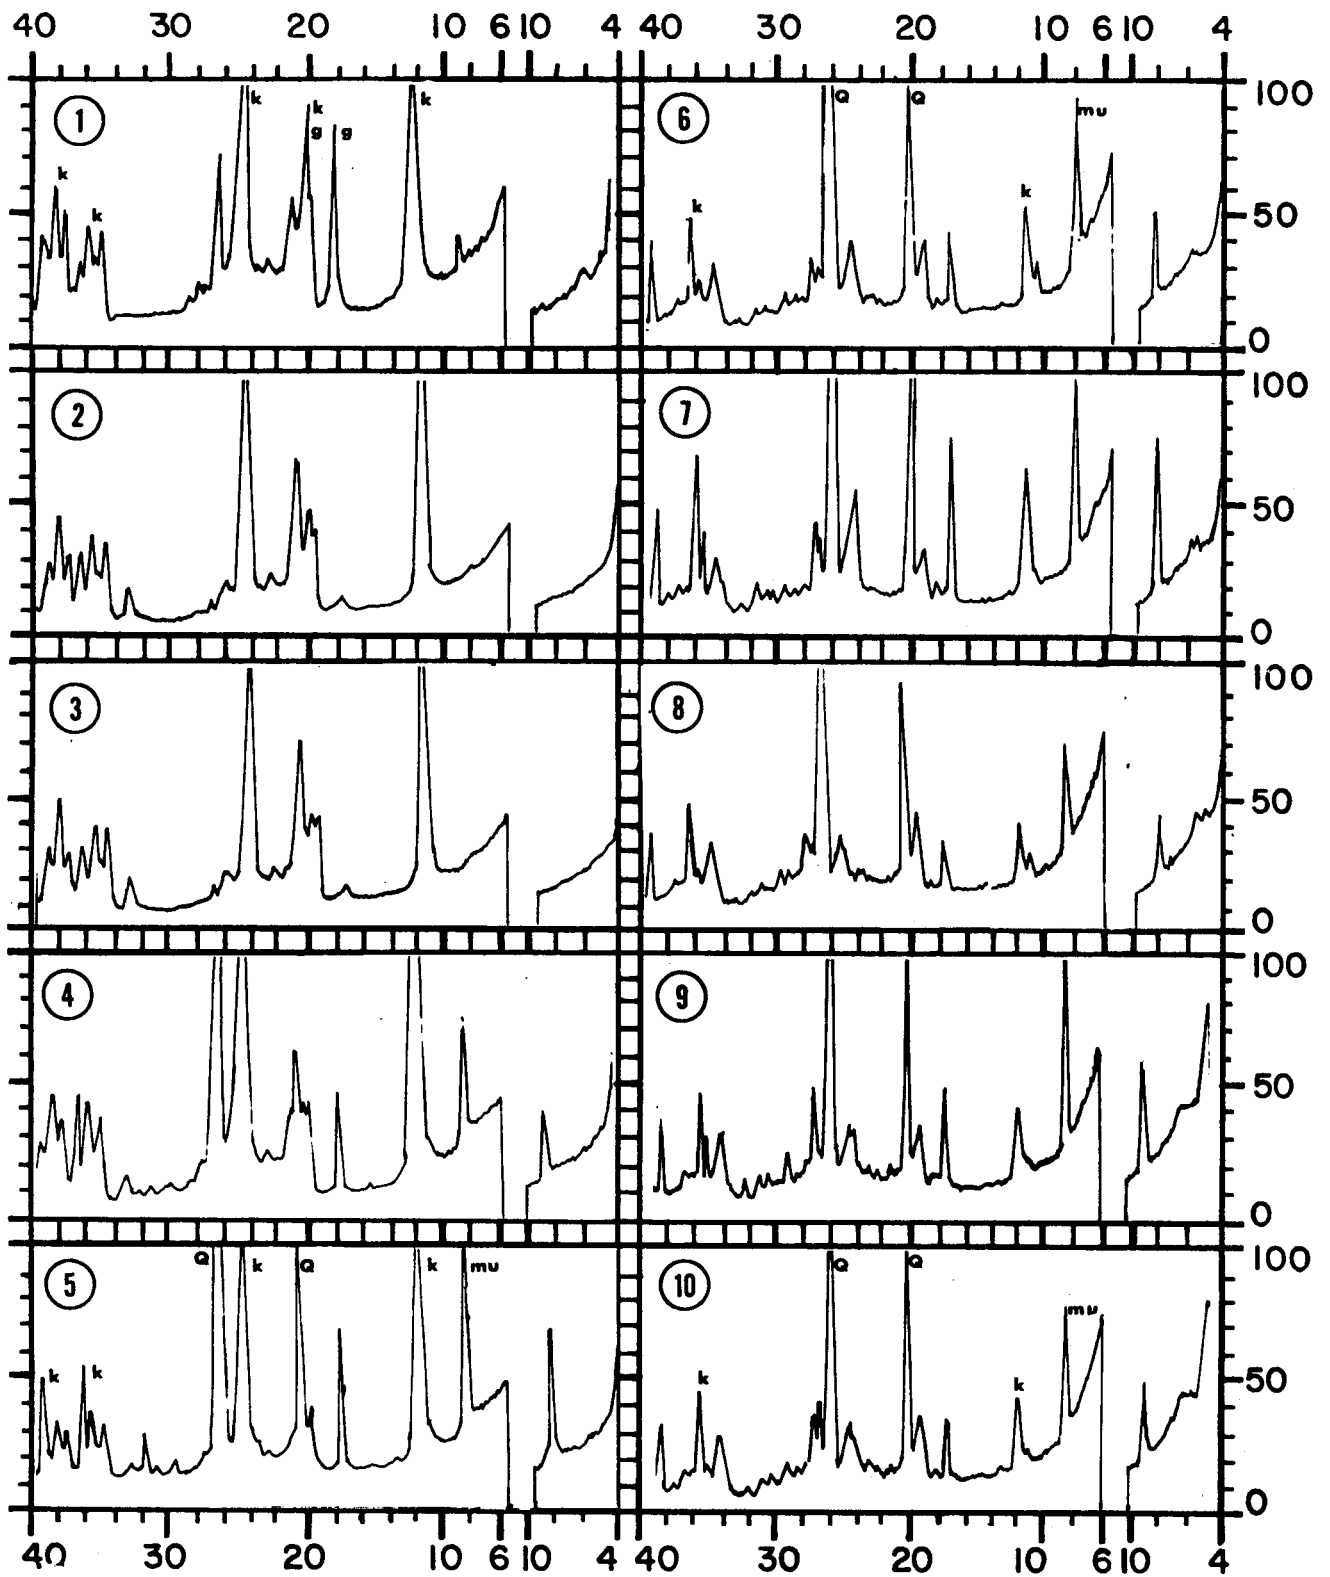 40 30 20 10 6 10 40 30 20 10 6 10 4
1 k k k g g k k
6 Q Q mu k k 100 50 0
2
7 100 50 0
3
8 100 50 0
4
9 100 50 0
5 Q k Q k mu k k
10 Q Q mu k k 100 50 0
40 30 20 10 6 10 4 40 30 20 10 6 10 4